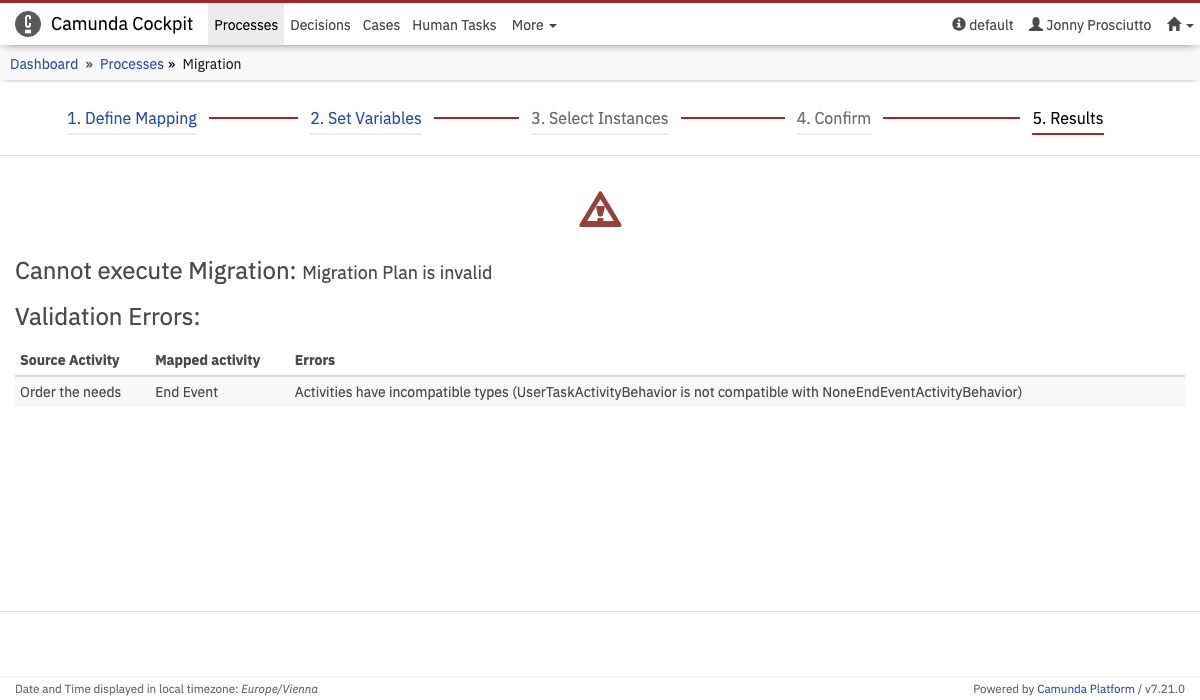 Camunda Cockpit Processes Decisions Cases Human Tasks More default Jonny Prosciutto
Dashboard » Processes » Migration
1. Define Mapping 2. Set Variables 3. Select Instances 4. Confirm 5. Results
Cannot execute Migration: Migration Plan is invalid
Validation Errors:
Source Activity Mapped activity Errors
Order the needs End Event Activities have incompatible types (UserTaskActivityBehavior is not compatible with NoneEndEventActivityBehavior)
Date and Time displayed in local timezone: Europe/Vienna Powered by Camunda Platform / v7.21.0